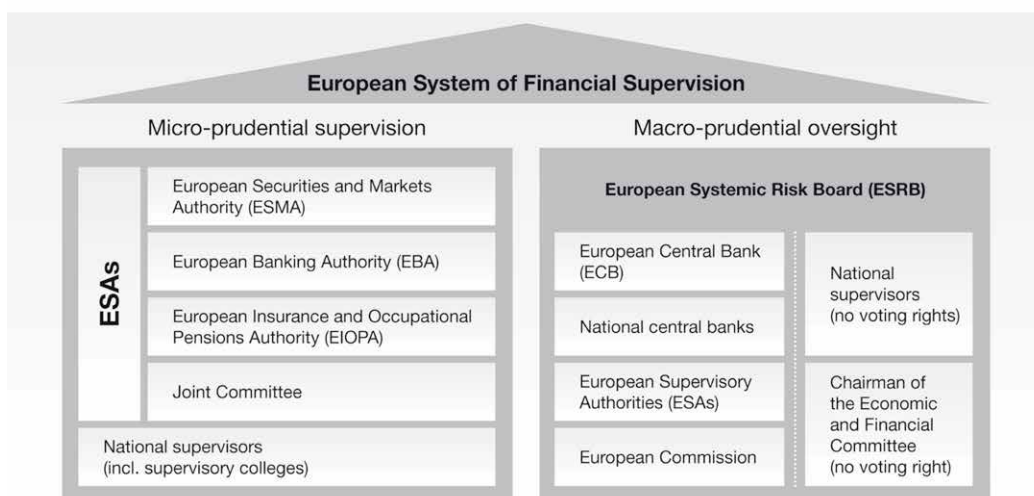 European System of Financial Supervision
Micro-prudential supervision
ESAs
European Securities and Markets
Authority (ESMA)
European Banking Authority (EBA)
European Insurance and Occupational
Pensions Authority (EIOPA)
Joint Committee
National supervisors
(incl. supervisory colleges)
Macro-prudential oversight
European Systemic Risk Board (ESRB)
European Central Bank
(ECB)
National central banks
European Supervisory
Authorities (ESAs)
European Commission
National
supervisors
(no voting rights)
Chairman of
the Economic
and Financial
Committee
(no voting right)